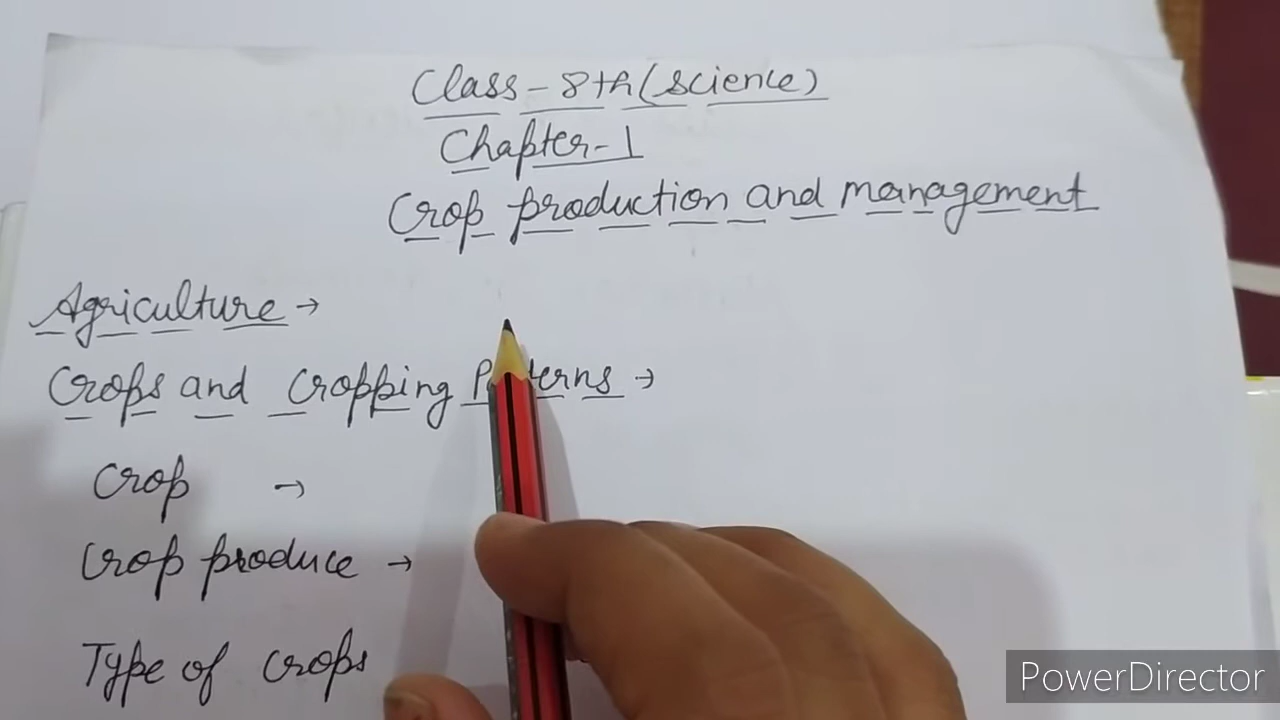 Class - 8th (science)
Chapter - 1
Crop production and management
Agriculture →
Crops and Cropping Patterns →
Crop →
Crop produce →
Type of crops
PowerDirector